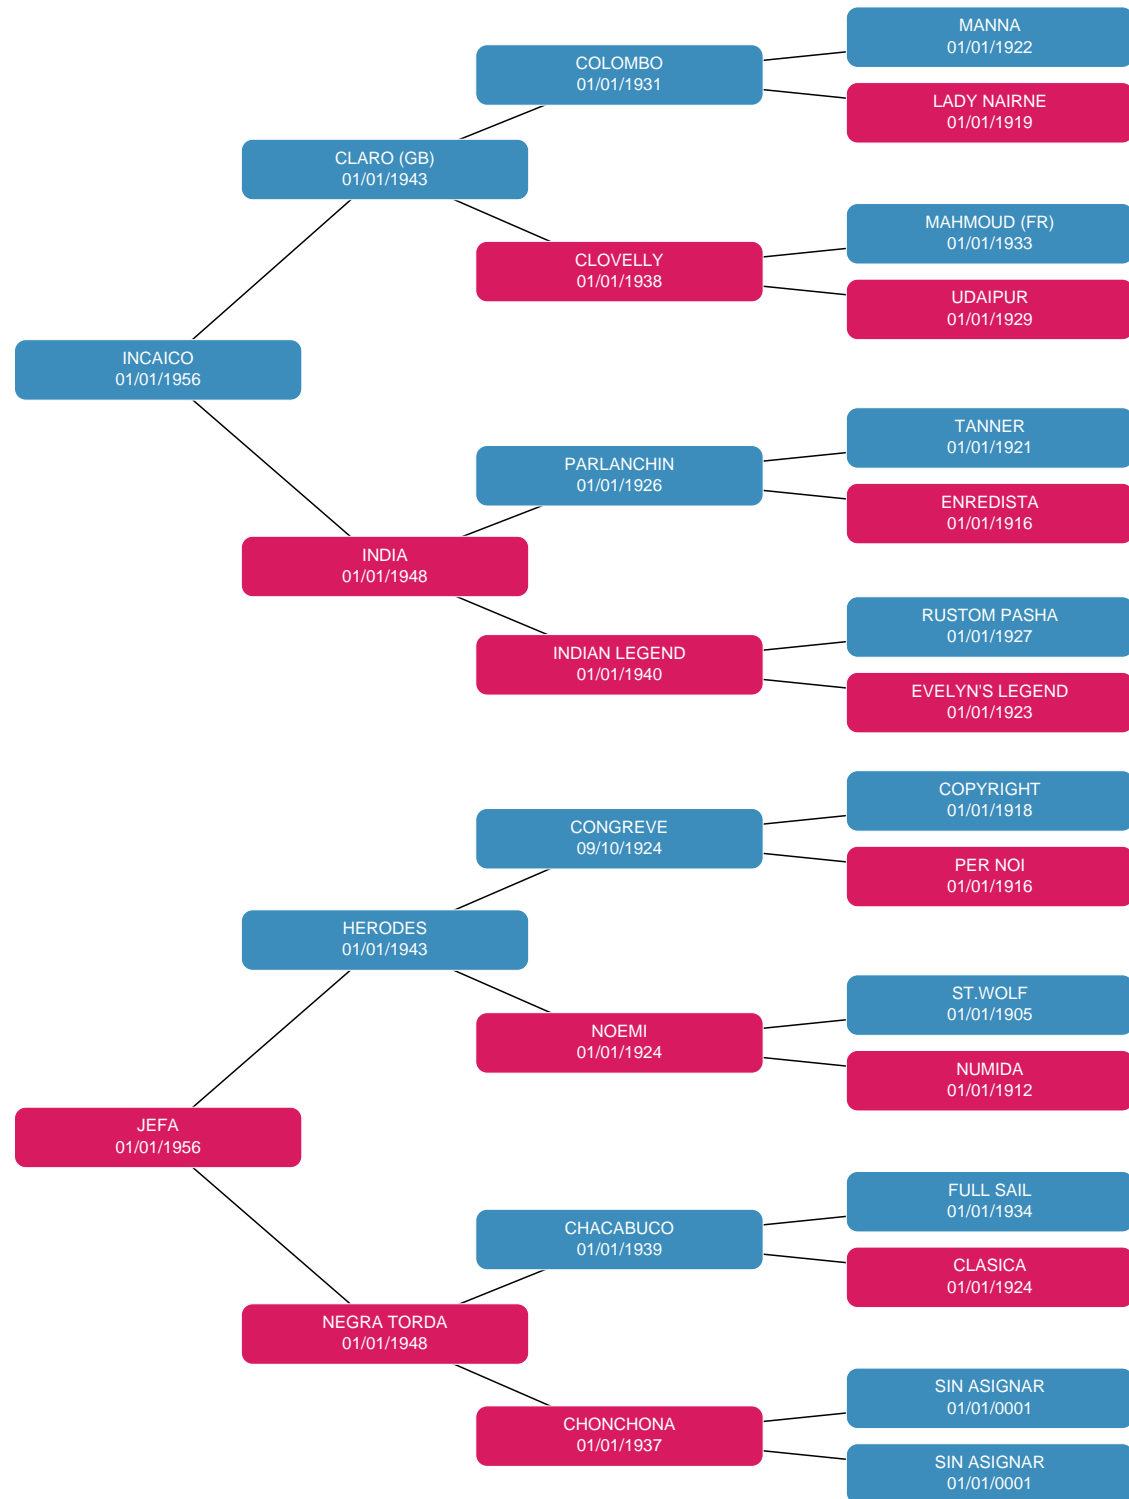 MANNA
01/01/1922
COLOMBO
01/01/1931
LADY NAIRNE
01/01/1919
CLARO (GB)
01/01/1943
MAHMOUD (FR)
01/01/1933
CLOVELLY
01/01/1938
UDAIPUR
01/01/1929
INCAICO
01/01/1956
TANNER
01/01/1921
PARLANCHIN
01/01/1926
ENREDISTA
01/01/1916
INDIA
01/01/1948
RUSTOM PASHA
01/01/1927
INDIAN LEGEND
01/01/1940
EVELYN'S LEGEND
01/01/1923
COPYRIGHT
01/01/1918
CONGREVE
09/10/1924
PER NOI
01/01/1916
HERODES
01/01/1943
ST.WOLF
01/01/1905
NOEMI
01/01/1924
NUMIDA
01/01/1912
JEFA
01/01/1956
FULL SAIL
01/01/1934
CHACABUCO
01/01/1939
CLASICA
01/01/1924
NEGRA TORDA
01/01/1948
SIN ASIGNAR
01/01/0001
CHONCHONA
01/01/1937
SIN ASIGNAR
01/01/0001